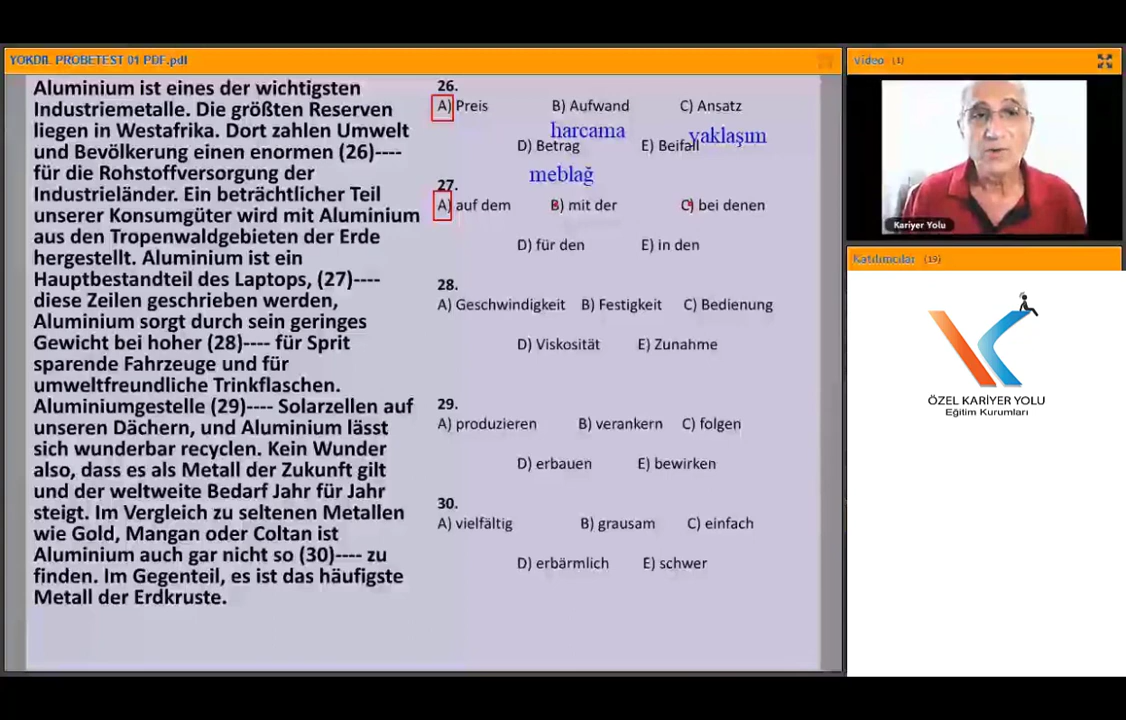 YOKDIL PROBETEST 01 PDF.pdf
Aluminium ist eines der wichtigsten
Industriemetalle. Die größten Reserven
liegen in Westafrika. Dort zahlen Umwelt
und Bevölkerung einen enormen (26)----
für die Rohstoffversorgung der
Industrieländer. Ein beträchtlicher Teil
unserer Konsumgüter wird mit Aluminium
aus den Tropenwaldgebieten der Erde
hergestellt. Aluminium ist ein
Hauptbestandteil des Laptops, (27)----
diese Zeilen geschrieben werden,
Aluminium sorgt durch sein geringes
Gewicht bei hoher (28)---- für Sprit
sparende Fahrzeuge und für
umweltfreundliche Trinkflaschen.
Aluminiumgestelle (29)---- Solarzellen auf
unseren Dächern, und Aluminium lässt
sich wunderbar recyclen. Kein Wunder
also, dass es als Metall der Zukunft gilt
und der weltweite Bedarf Jahr für Jahr
steigt. Im Vergleich zu seltenen Metallen
wie Gold, Mangan oder Coltan ist
Aluminium auch gar nicht so (30)---- zu
finden. Im Gegenteil, es ist das häufigste
Metall der Erdkruste.
26.
A) Preis B) Aufwand C) Ansatz
harcama yaklaşım
D) Betrag E) Beifall
meblağ
27.
A) auf dem B) mit der C) bei denen
D) für den E) in den
28.
A) Geschwindigkeit B) Festigkeit C) Bedienung
D) Viskosität E) Zunahme
29.
A) produzieren B) verankern C) folgen
D) erbauen E) bewirken
30.
A) vielfältig B) grausam C) einfach
D) erbärmlich E) schwer
Video (1)
Kariyer Yolu
Katılımcılar (19)
ÖZEL KARİYER YOLU
Eğitim Kurumları